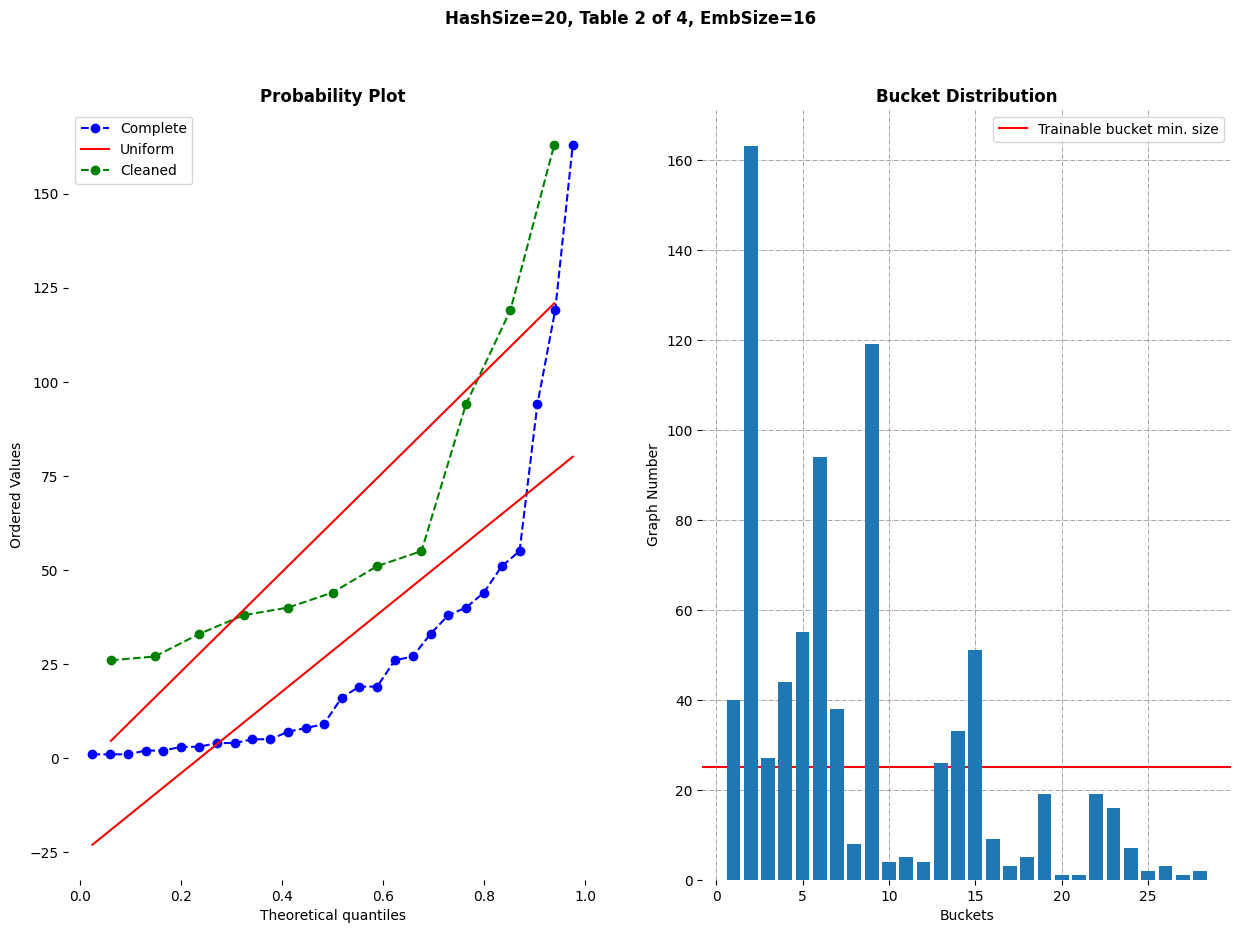 HashSize=20, Table 2 of 4, EmbSize=16
Probability Plot
Complete
Uniform
Cleaned
150
125
100
75
50
25
0
−25
Ordered Values
0.0 0.2 0.4 0.6 0.8 1.0
Theoretical quantiles
Bucket Distribution
Trainable bucket min. size
160
140
120
100
80
60
40
20
0
Graph Number
0 5 10 15 20 25
Buckets